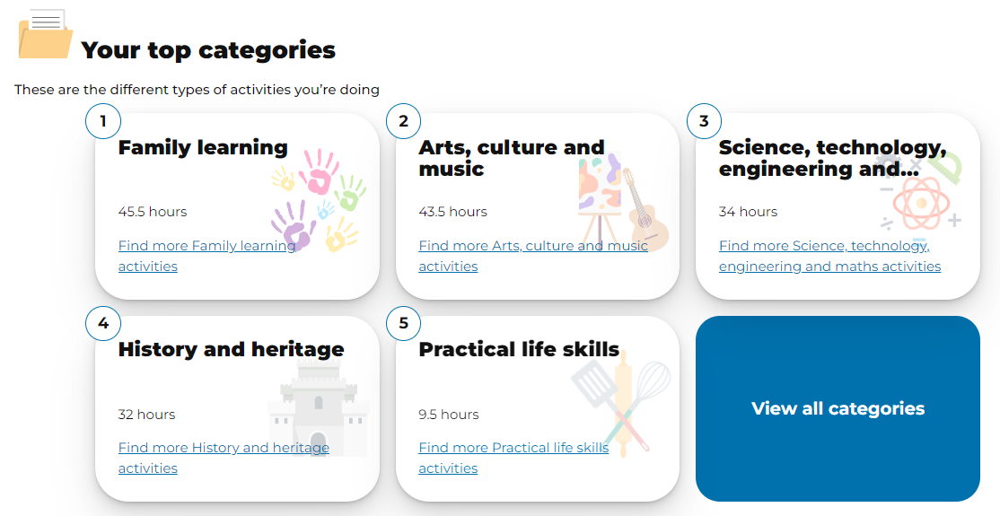 Your top categories
These are the different types of activities you’re doing
1
Family learning
45.5 hours
Find more Family learning
activities
2
Arts, culture and
music
43.5 hours
Find more Arts, culture and music
activities
3
Science, technology,
engineering and...
34 hours
Find more Science, technology,
engineering and maths activities
4
History and heritage
32 hours
Find more History and heritage
activities
5
Practical life skills
9.5 hours
Find more Practical life skills
activities
View all categories